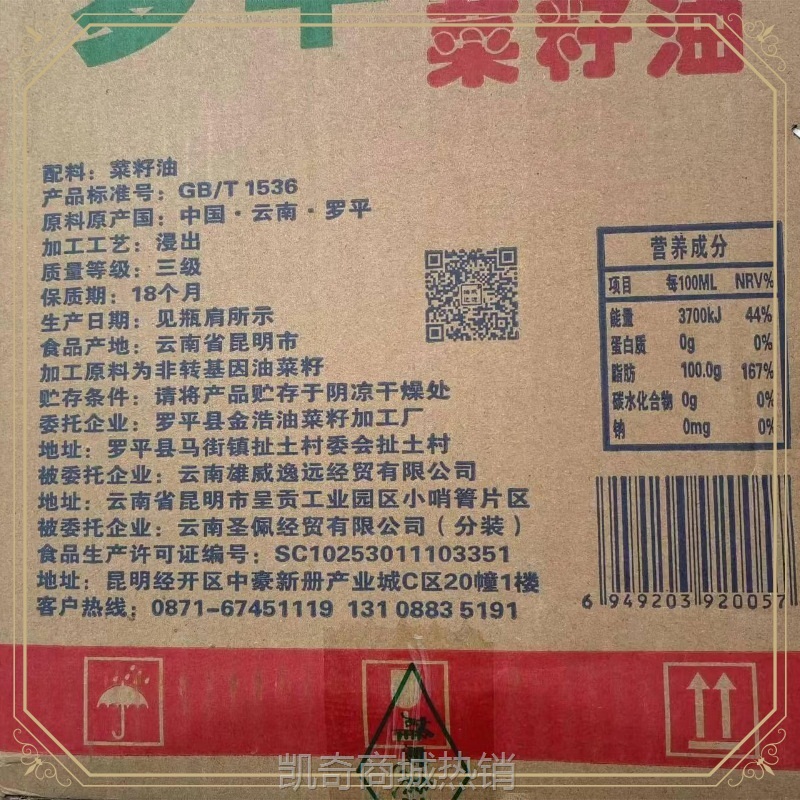 罗平
菜籽油
配料：菜籽油
产品标准号：GB/T 1536
原料原产国：中国·云南·罗平
加工工艺：浸出
质量等级：三级
保质期：18个月
生产日期：见瓶肩所示
食品产地：云南省昆明市
加工原料为非转基因油菜籽
贮存条件：请将产品贮存于阴凉干燥处
委托企业：罗平县金浩油菜籽加工厂
地址：罗平县马街镇扯土村委会扯土村
被委托企业：云南雄威逸远经贸有限公司
地址：云南省昆明市呈贡工业园区小哨箐片区
被委托企业：云南圣佩经贸有限公司（分装）
食品生产许可证编号：SC10253011103351
地址：昆明经开区中豪新册产业城C区20幢1楼
客户热线：0871-67451119 131 0883 5191
营养成分
项目 每100ML NRV%
能量 3700kJ 44%
蛋白质 0g 0%
脂肪 100.0g 167%
碳水化合物 0g 0%
钠 0mg 0%
6 949203 920057
凯奇商城热销